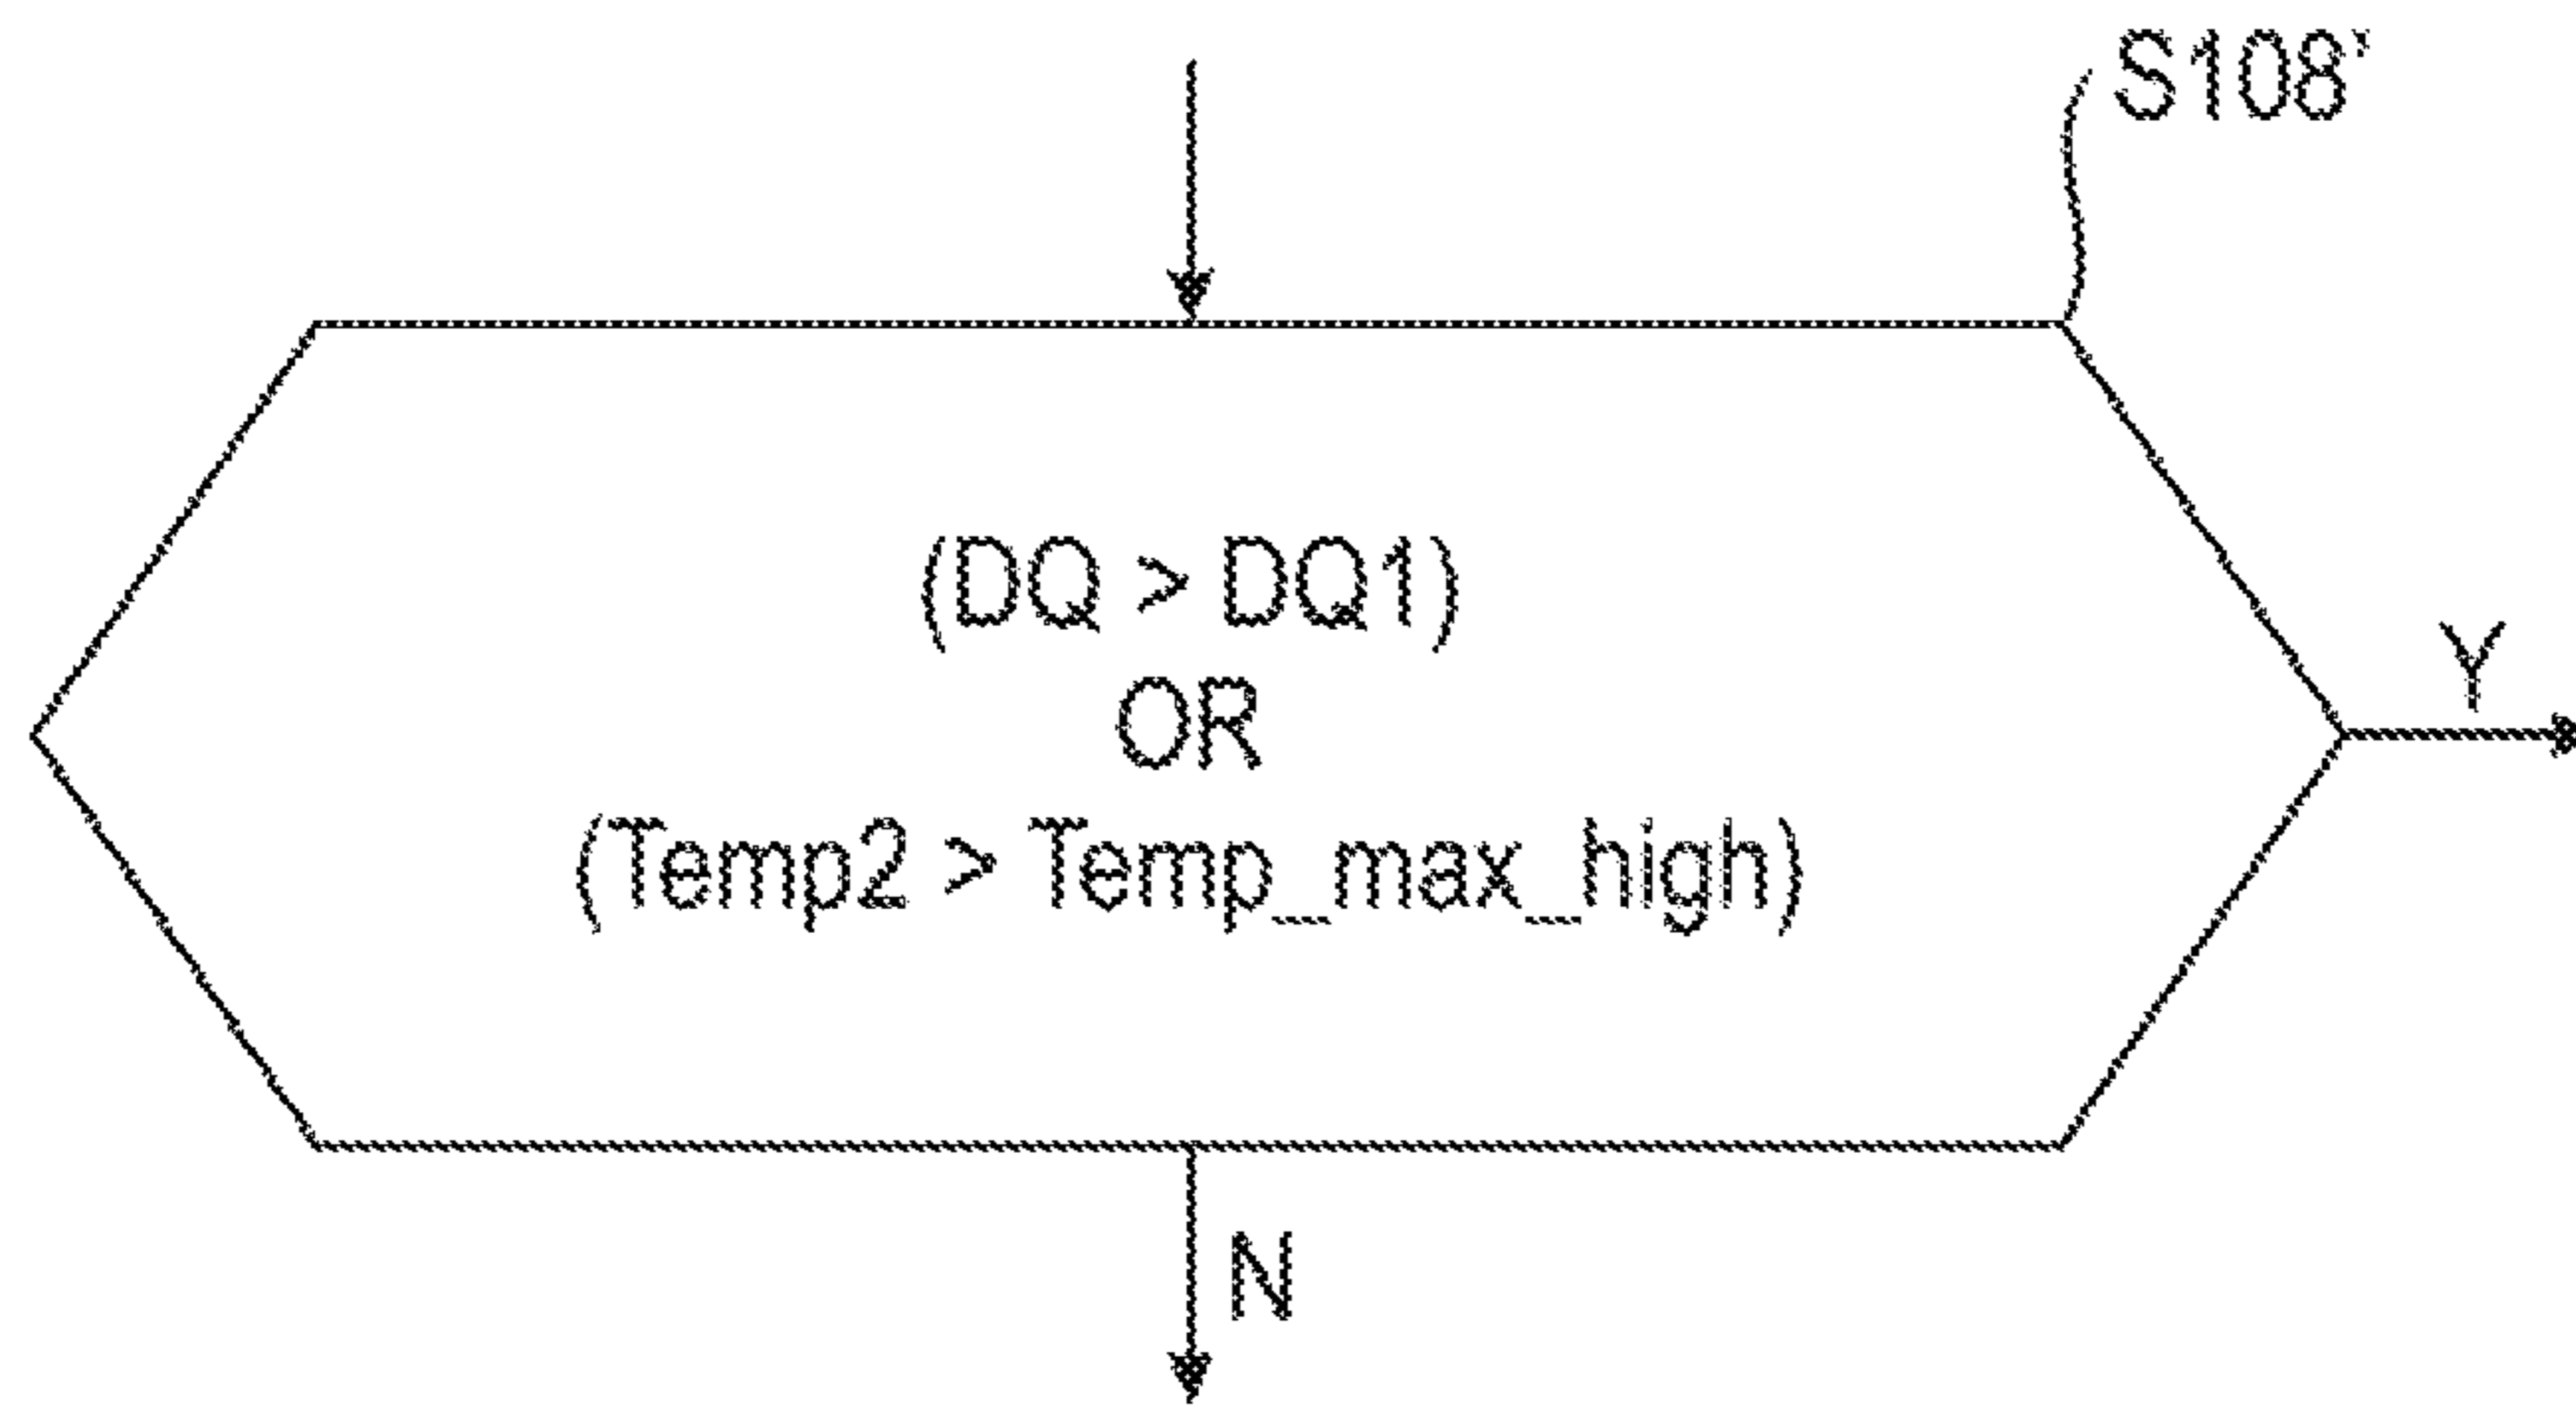 S108'
(DQ > DQ1)
OR
(Temp2 > Temp_max_high)
Y
N